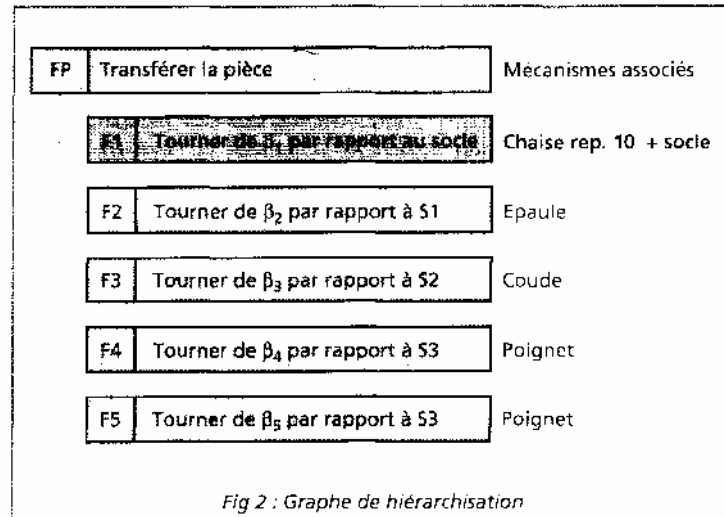 FP Transférer la pièce Mécanismes associés
F1 Tourner de β1 par rapport au socle Chaise rep. 10 + socle
F2 Tourner de β2 par rapport à S1 Epaule
F3 Tourner de β3 par rapport à S2 Coude
F4 Tourner de β4 par rapport à S3 Poignet
F5 Tourner de β5 par rapport à S3 Poignet
Fig 2 : Graphe de hiérarchisation